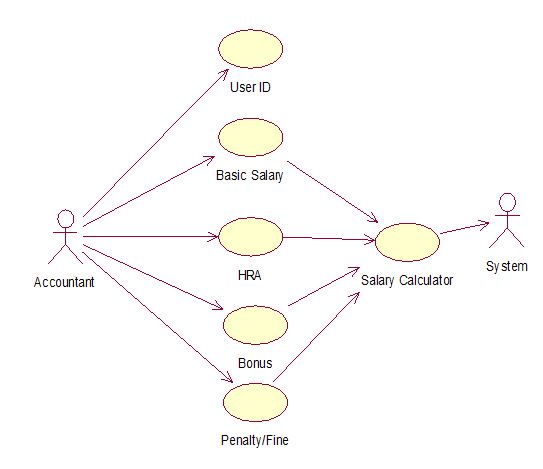 User ID
Basic Salary
Accountant
HRA
Salary Calculator
System
Bonus
Penalty/Fine